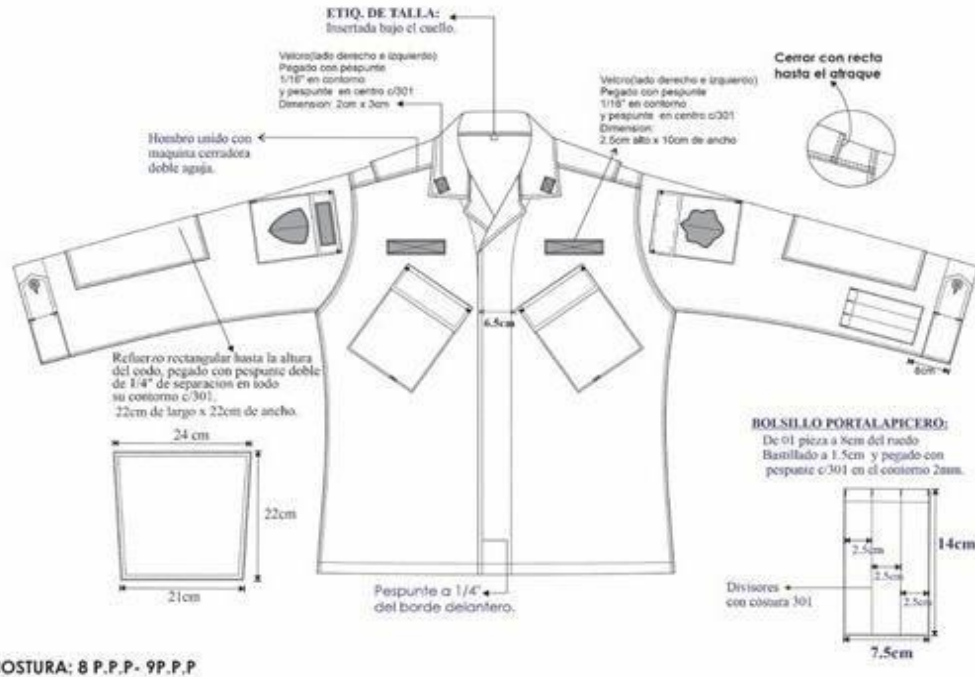 ETIQ. DE TALLA:
Insertada bajo el cuello.
Velcro(lado derecho e izquierdo)
Pegado con pespunte
1/16" en contorno
y pespunte en centro c/301
Dimension: 2cm x 3cm
Hombro unido con
maquina cerradora
doble aguja.
Velcro(lado derecho e izquierdo)
Pegado con pespunte
1/16" en contorno
y pespunte en centro c/301
Dimension:
2.5cm alto x 10cm de ancho
Cerrar con recta
hasta el atraque
6.5cm
8cm
Refuerzo rectangular hasta la altura
del codo, pegado con pespunte doble
de 1/4" de separacion en todo
su contorno c/301.
22cm de largo x 22cm de ancho.
24 cm
22cm
21cm
Pespunte a 1/4"
del borde delantero.
BOLSILLO PORTALAPICERO:
De 01 pieza a 8cm del ruedo
Bastillado a 1.5cm y pegado con
pespunte c/301 en el contorno 2mm.
14cm
2.5cm
2.5cm
2.5cm
Divisores
con costura 301
7.5cm
OSTURA: 8 P.P.P- 9P.P.P